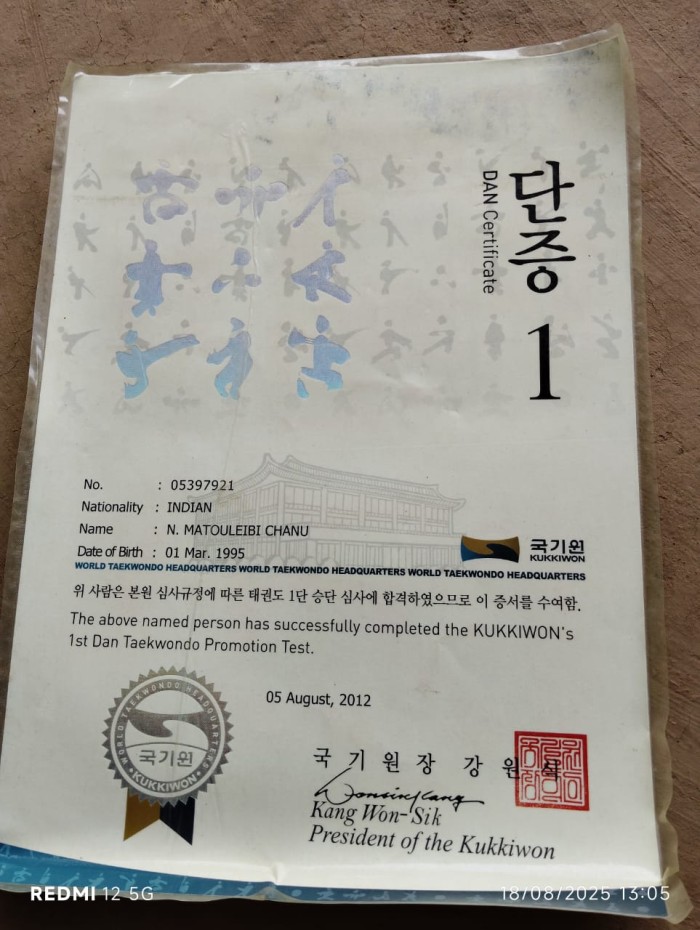 단증 1
DAN Certificate
No. : 05397921
Nationality : INDIAN
Name : N. MATOULEIBI CHANU
Date of Birth : 01 Mar. 1995
국기원
KUKKIWON
WORLD TAEKWONDO HEADQUARTERS WORLD TAEKWONDO HEADQUARTERS WORLD TAEKWONDO HEADQUARTERS
위 사람은 본원 심사규정에 따른 태권도 1단 승단 심사에 합격하였으므로 이 증서를 수여함.
The above named person has successfully completed the KUKKIWON's
1st Dan Taekwondo Promotion Test.
05 August, 2012
WORLD TAEKWONDO HEADQUARTERS
국기원
KUKKIWON
국 기 원 장 강 원 식
Kang Won-Sik
President of the Kukkiwon
REDMI 12 5G
18/08/2025 13:05